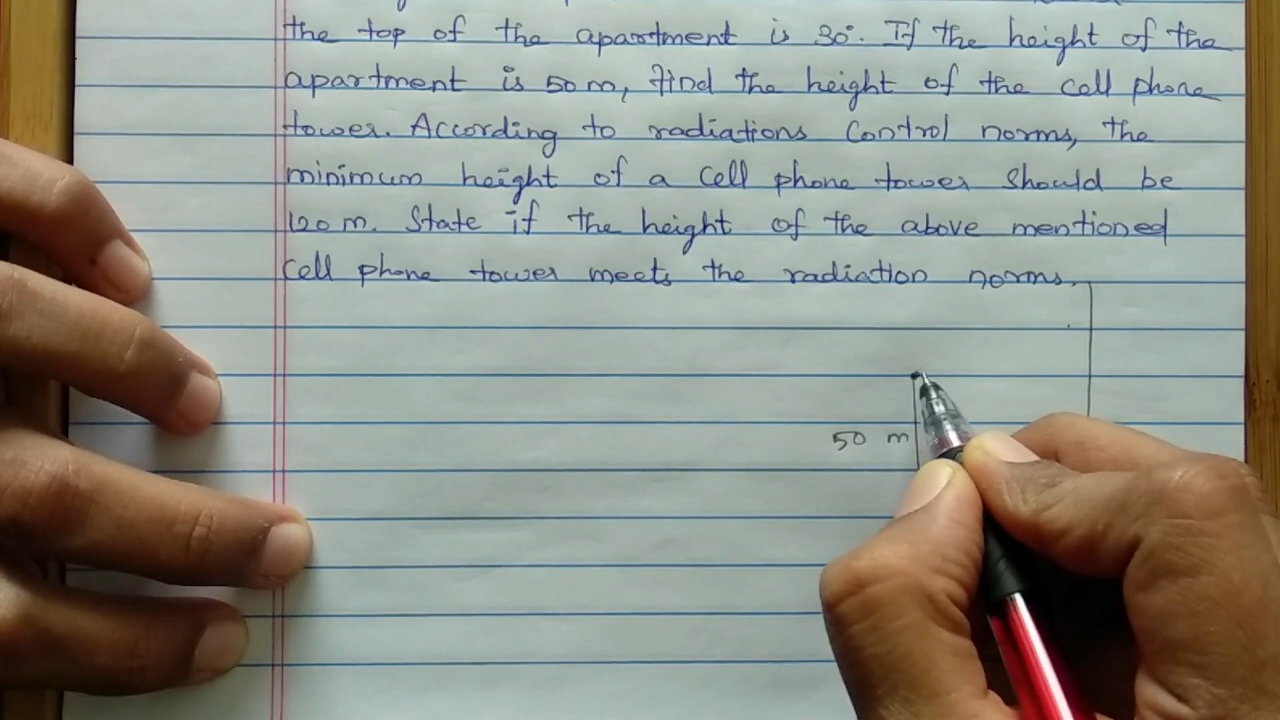 the top of the apartment is 30°. If the height of the
apartment is 50 m, find the height of the cell phone
tower. According to radiations control norms, the
minimum height of a cell phone tower should be
120 m. State if the height of the above mentioned
cell phone tower meets the radiation norms.
50 m